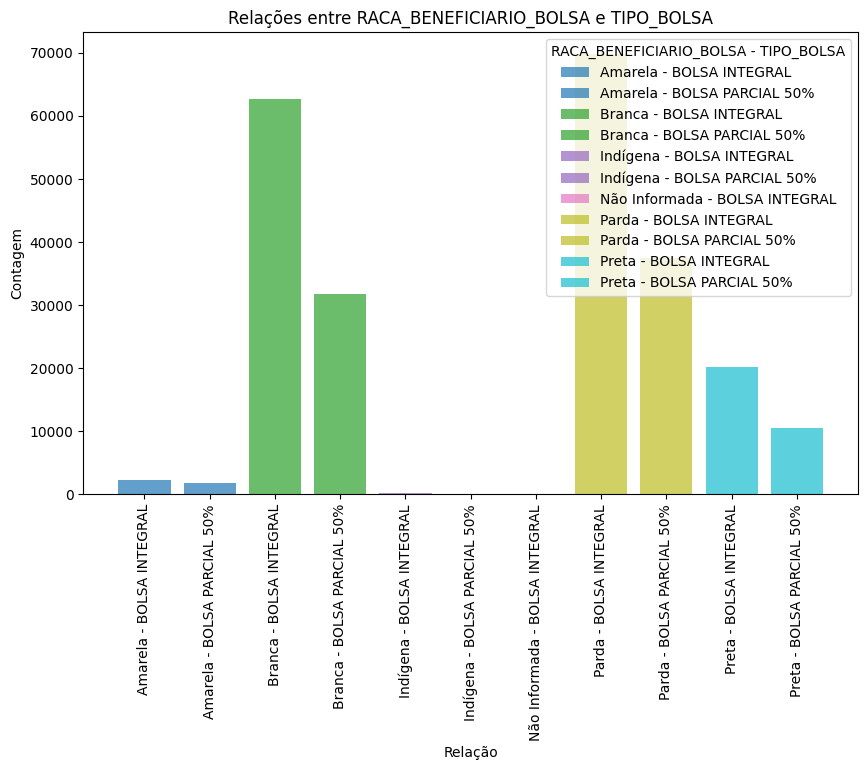 Relações entre RACA_BENEFICIARIO_BOLSA e TIPO_BOLSA
RACA_BENEFICIARIO_BOLSA - TIPO_BOLSA
Amarela - BOLSA INTEGRAL
Amarela - BOLSA PARCIAL 50%
Branca - BOLSA INTEGRAL
Branca - BOLSA PARCIAL 50%
Indígena - BOLSA INTEGRAL
Indígena - BOLSA PARCIAL 50%
Não Informada - BOLSA INTEGRAL
Parda - BOLSA INTEGRAL
Parda - BOLSA PARCIAL 50%
Preta - BOLSA INTEGRAL
Preta - BOLSA PARCIAL 50%
Contagem
70000
60000
50000
40000
30000
20000
10000
0
Amarela - BOLSA INTEGRAL
Amarela - BOLSA PARCIAL 50%
Branca - BOLSA INTEGRAL
Branca - BOLSA PARCIAL 50%
Indígena - BOLSA INTEGRAL
Indígena - BOLSA PARCIAL 50%
Não Informada - BOLSA INTEGRAL
Parda - BOLSA INTEGRAL
Parda - BOLSA PARCIAL 50%
Preta - BOLSA INTEGRAL
Preta - BOLSA PARCIAL 50%
Relação